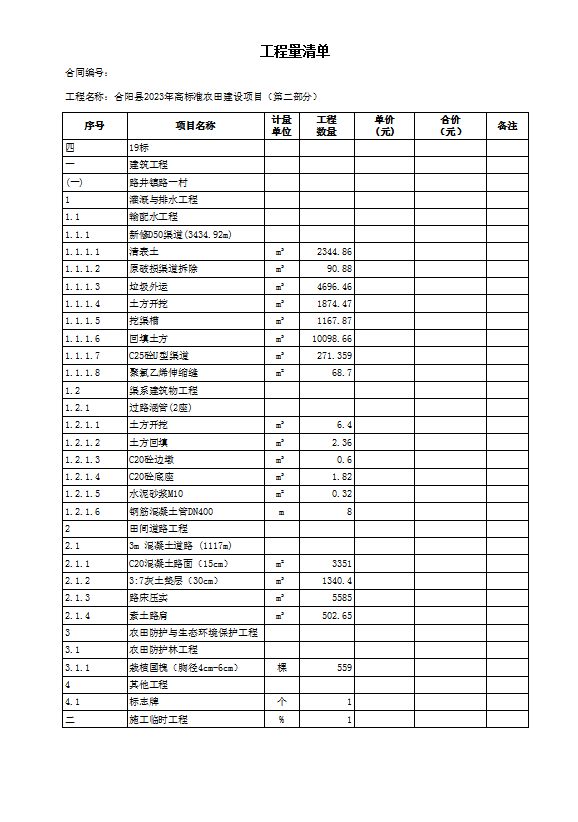 工程量清单
合同编号：
工程名称：合阳县2023年高标准农田建设项目（第二部分）
序号 项目名称 计量单位 工程数量 单价(元) 合价（元） 备注
四 19标
一 建筑工程
(一) 路井镇路一村
1 灌溉与排水工程
1.1 输配水工程
1.1.1 新修D50渠道(3434.92m)
1.1.1.1 清表土 m³ 2344.86
1.1.1.2 原破损渠道拆除 m³ 90.88
1.1.1.3 垃圾外运 m³ 4696.46
1.1.1.4 土方开挖 m³ 1874.47
1.1.1.5 挖渠槽 m³ 1167.87
1.1.1.6 回填土方 m³ 10098.66
1.1.1.7 C25砼U型渠道 m³ 271.359
1.1.1.8 聚氯乙烯伸缩缝 m² 68.7
1.2 渠系建筑物工程
1.2.1 过路涵管(2座)
1.2.1.1 土方开挖 m³ 6.4
1.2.1.2 土方回填 m³ 2.36
1.2.1.3 C20砼边墩 m³ 0.6
1.2.1.4 C20砼底座 m³ 1.82
1.2.1.5 水泥砂浆M10 m² 0.32
1.2.1.6 钢筋混凝土管DN400 m 8
2 田间道路工程
2.1 3m 混凝土道路 (1117m)
2.1.1 C20混凝土路面（15cm） m² 3351
2.1.2 3:7灰土垫层（30cm） m³ 1340.4
2.1.3 路床压实 m² 5585
2.1.4 素土路肩 m³ 502.65
3 农田防护与生态环境保护工程
3.1 农田防护林工程
3.1.1 栽植国槐（胸径4cm-6cm） 棵 559
4 其他工程
4.1 标志牌 个 1
二 施工临时工程 % 1